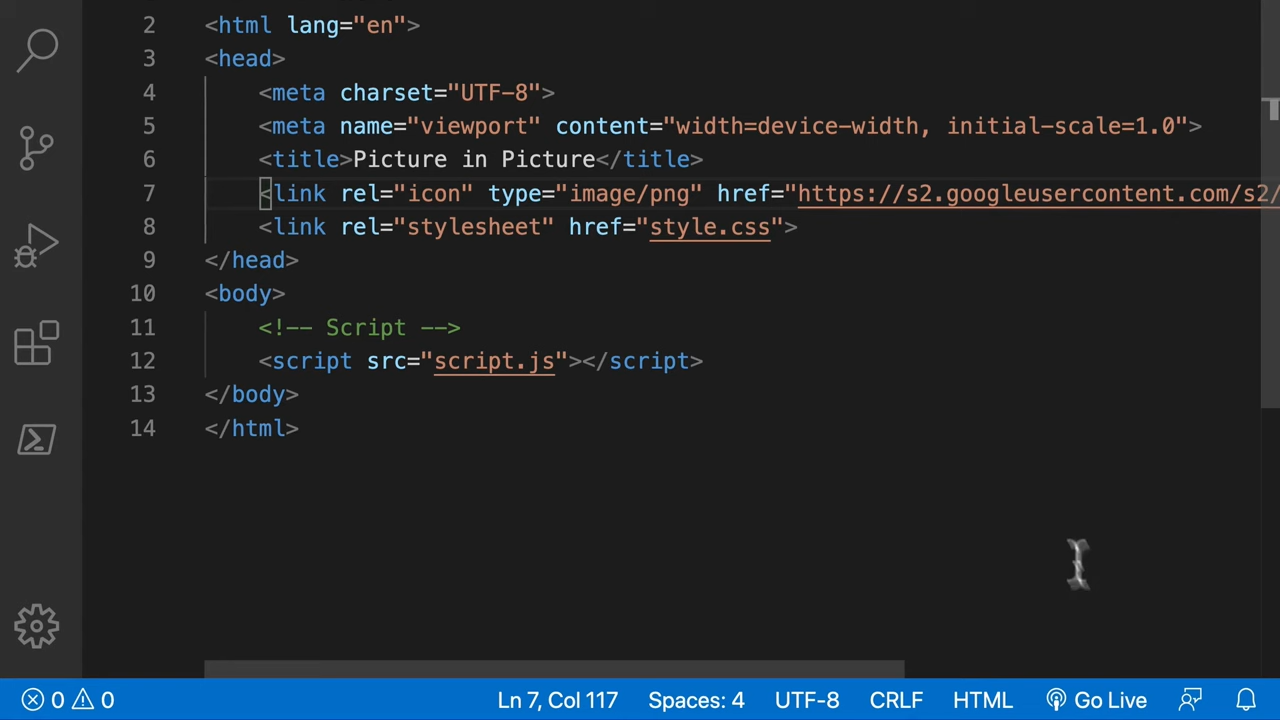 2 <html lang="en">
3 <head>
4 <meta charset="UTF-8">
5 <meta name="viewport" content="width=device-width, initial-scale=1.0">
6 <title>Picture in Picture</title>
7 <link rel="icon" type="image/png" href="https://s2.googleusercontent.com/s2/
8 <link rel="stylesheet" href="style.css">
9 </head>
10 <body>
11 <!-- Script -->
12 <script src="script.js"></script>
13 </body>
14 </html>
0 0 Ln 7, Col 117 Spaces: 4 UTF-8 CRLF HTML Go Live